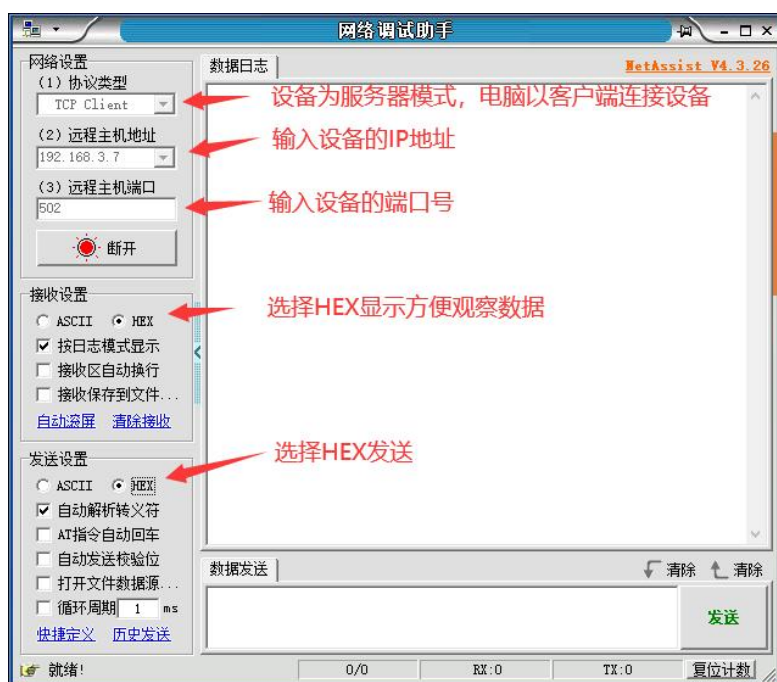 网络调试助手
网络设置
(1) 协议类型
TCP Client
(2) 远程主机地址
192.168.3.7
(3) 远程主机端口
502
断开
接收设置
ASCII HEX
按日志模式显示
接收区自动换行
接收保存到文件...
自动滚屏 清除接收
发送设置
ASCII HEX
自动解析转义符
AT指令自动回车
自动发送校验位
打开文件数据源...
循环周期 1 ms
快捷定义 历史发送
数据日志
NetAssist V4.3.26
设备为服务器模式，电脑以客户端连接设备
输入设备的IP地址
输入设备的端口号
选择HEX显示方便观察数据
选择HEX发送
数据发送
清除 清除
发送
就绪!
0/0
RX:0
TX:0
复位计数